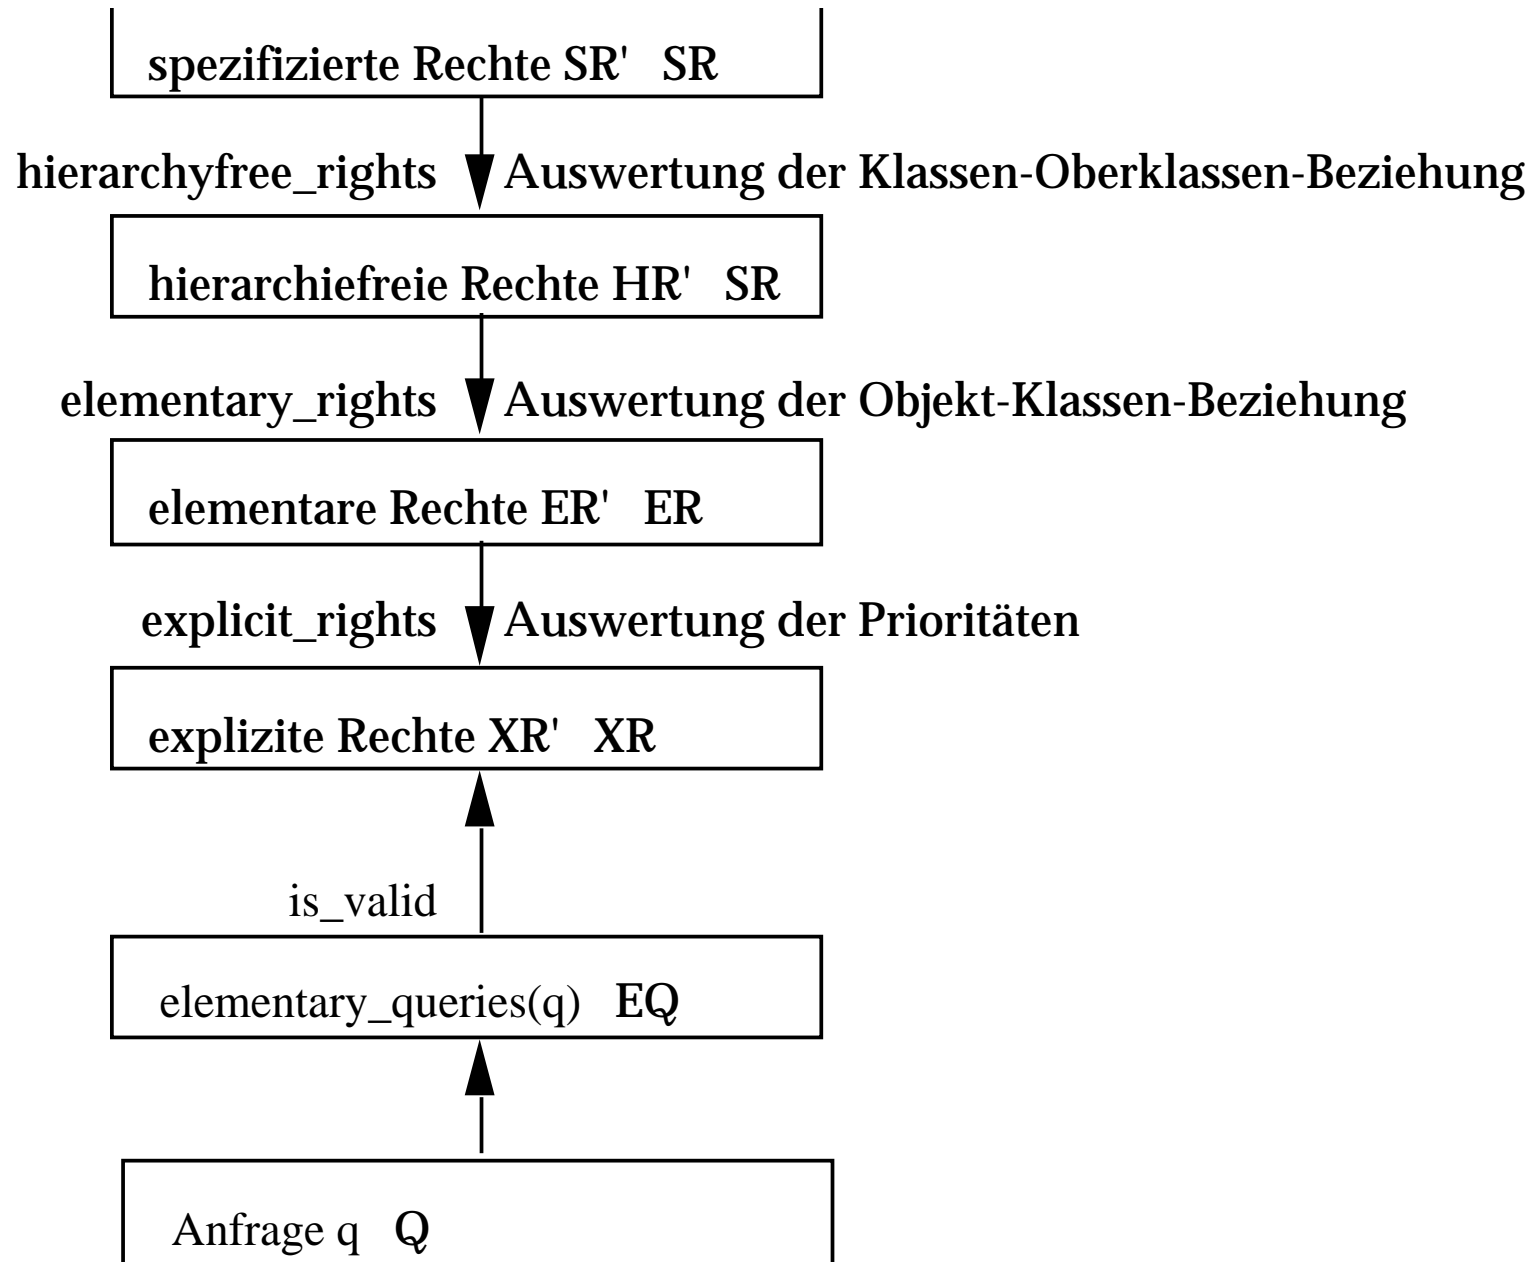 spezifizierte Rechte SR' SR
hierarchyfree_rights Auswertung der Klassen-Oberklassen-Beziehung
hierarchiefreie Rechte HR' SR
elementary_rights Auswertung der Objekt-Klassen-Beziehung
elementare Rechte ER' ER
explicit_rights Auswertung der Prioritäten
explizite Rechte XR' XR
is_valid
elementary_queries(q) EQ
Anfrage q Q